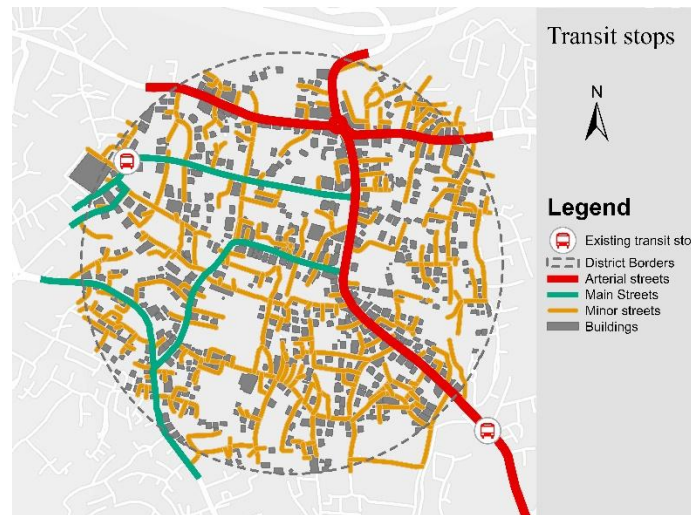 Transit stops
N
Legend
Existing transit sto
District Borders
Arterial streets
Main Streets
Minor streets
Buildings